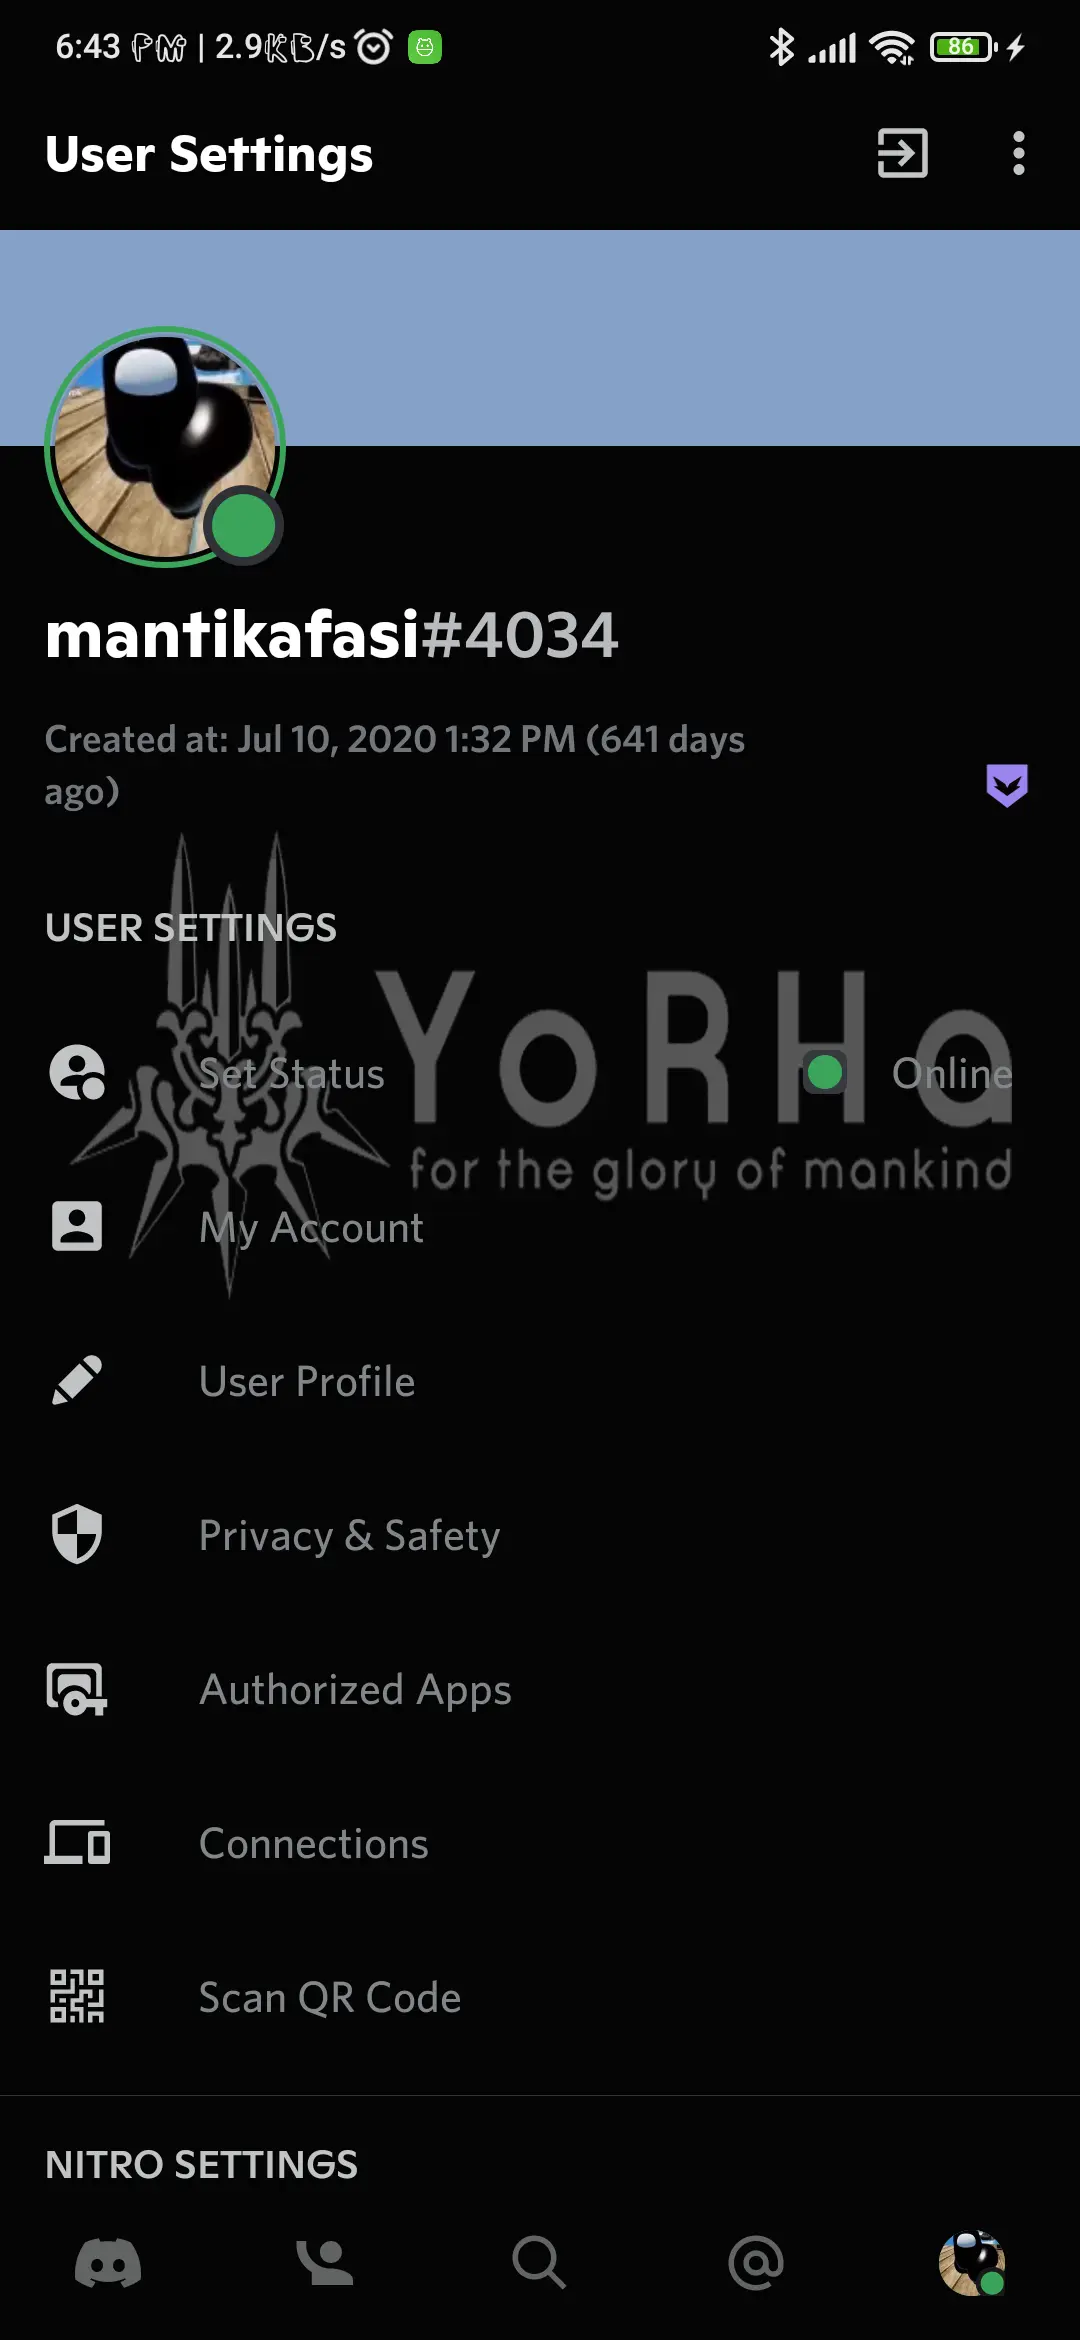 6:43 PM | 2.9KB/s
86
User Settings
mantikafasi#4034
Created at: Jul 10, 2020 1:32 PM (641 days
ago)
USER SETTINGS
YoRHa
Set Status
Online
for the glory of mankind
My Account
User Profile
Privacy & Safety
Authorized Apps
Connections
Scan QR Code
NITRO SETTINGS